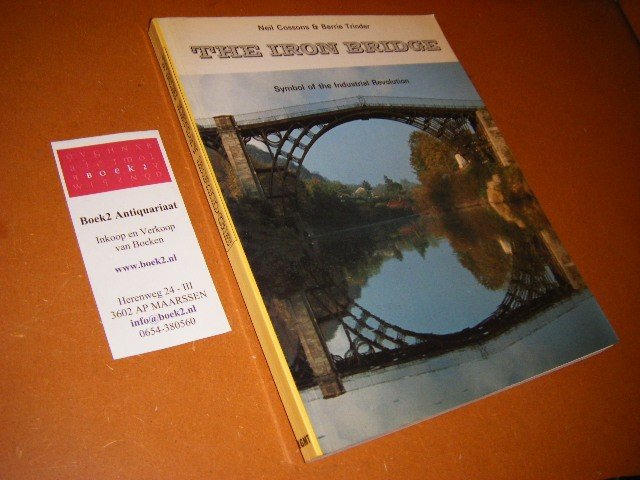 Neil Cossons & Barrie Trinder
THE IRON BRIDGE
Symbol of the Industrial Revolution
BOEK2
Boek2 Antiquariaat
Inkoop en Verkoop
van Boeken
www.boek2.nl
Herenweg 24 - III
3602 AP MAARSSEN
info@boek2.nl
0654-380560